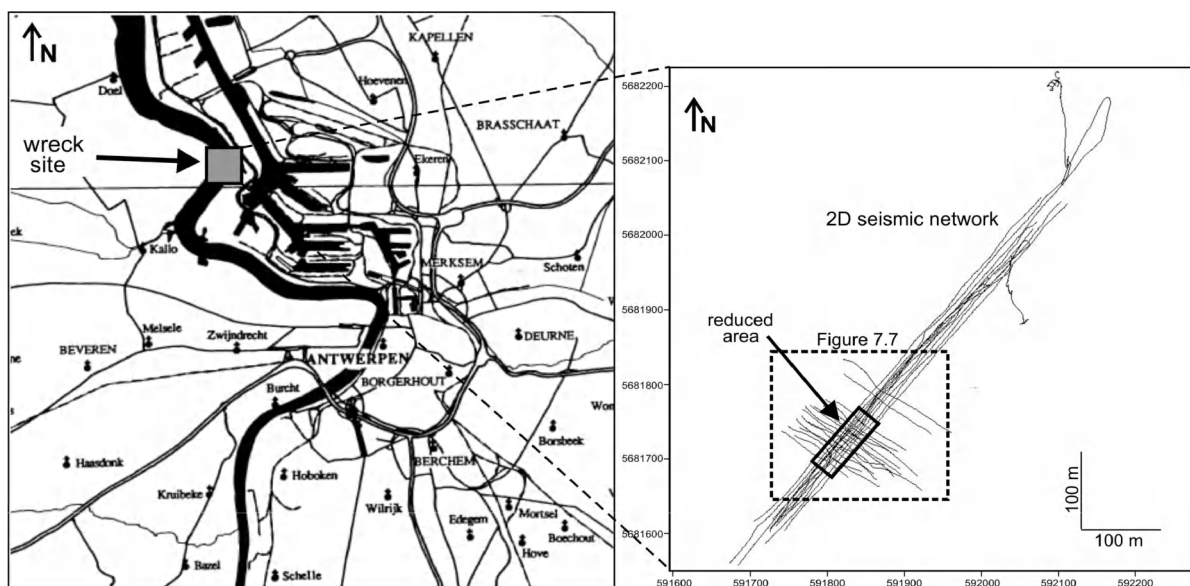 N
KAPELLEN
Doel
Hoevenen
BRASSCHAAT
wreck
site
Ekeren
Kallo
MERKSEM
Schoten
Melsele
Zwijndrecht
DEURNE
BEVEREN
ANTWERPEN
BORGERHOUT
Burcht
Borsbeek
BERCHEM
Haasdonk
Hoboken
Kruibeke
Wilrijk
Mortsel
Edegem
Boechout
Hove
Bazel
Schelle
N
5682200
5682100
2D seismic network
5682000
5681900
reduced
area
Figure 7.7
5681800
5681700
100 m
5681600
100 m
591600
591700
591800
591900
592000
592100
592200